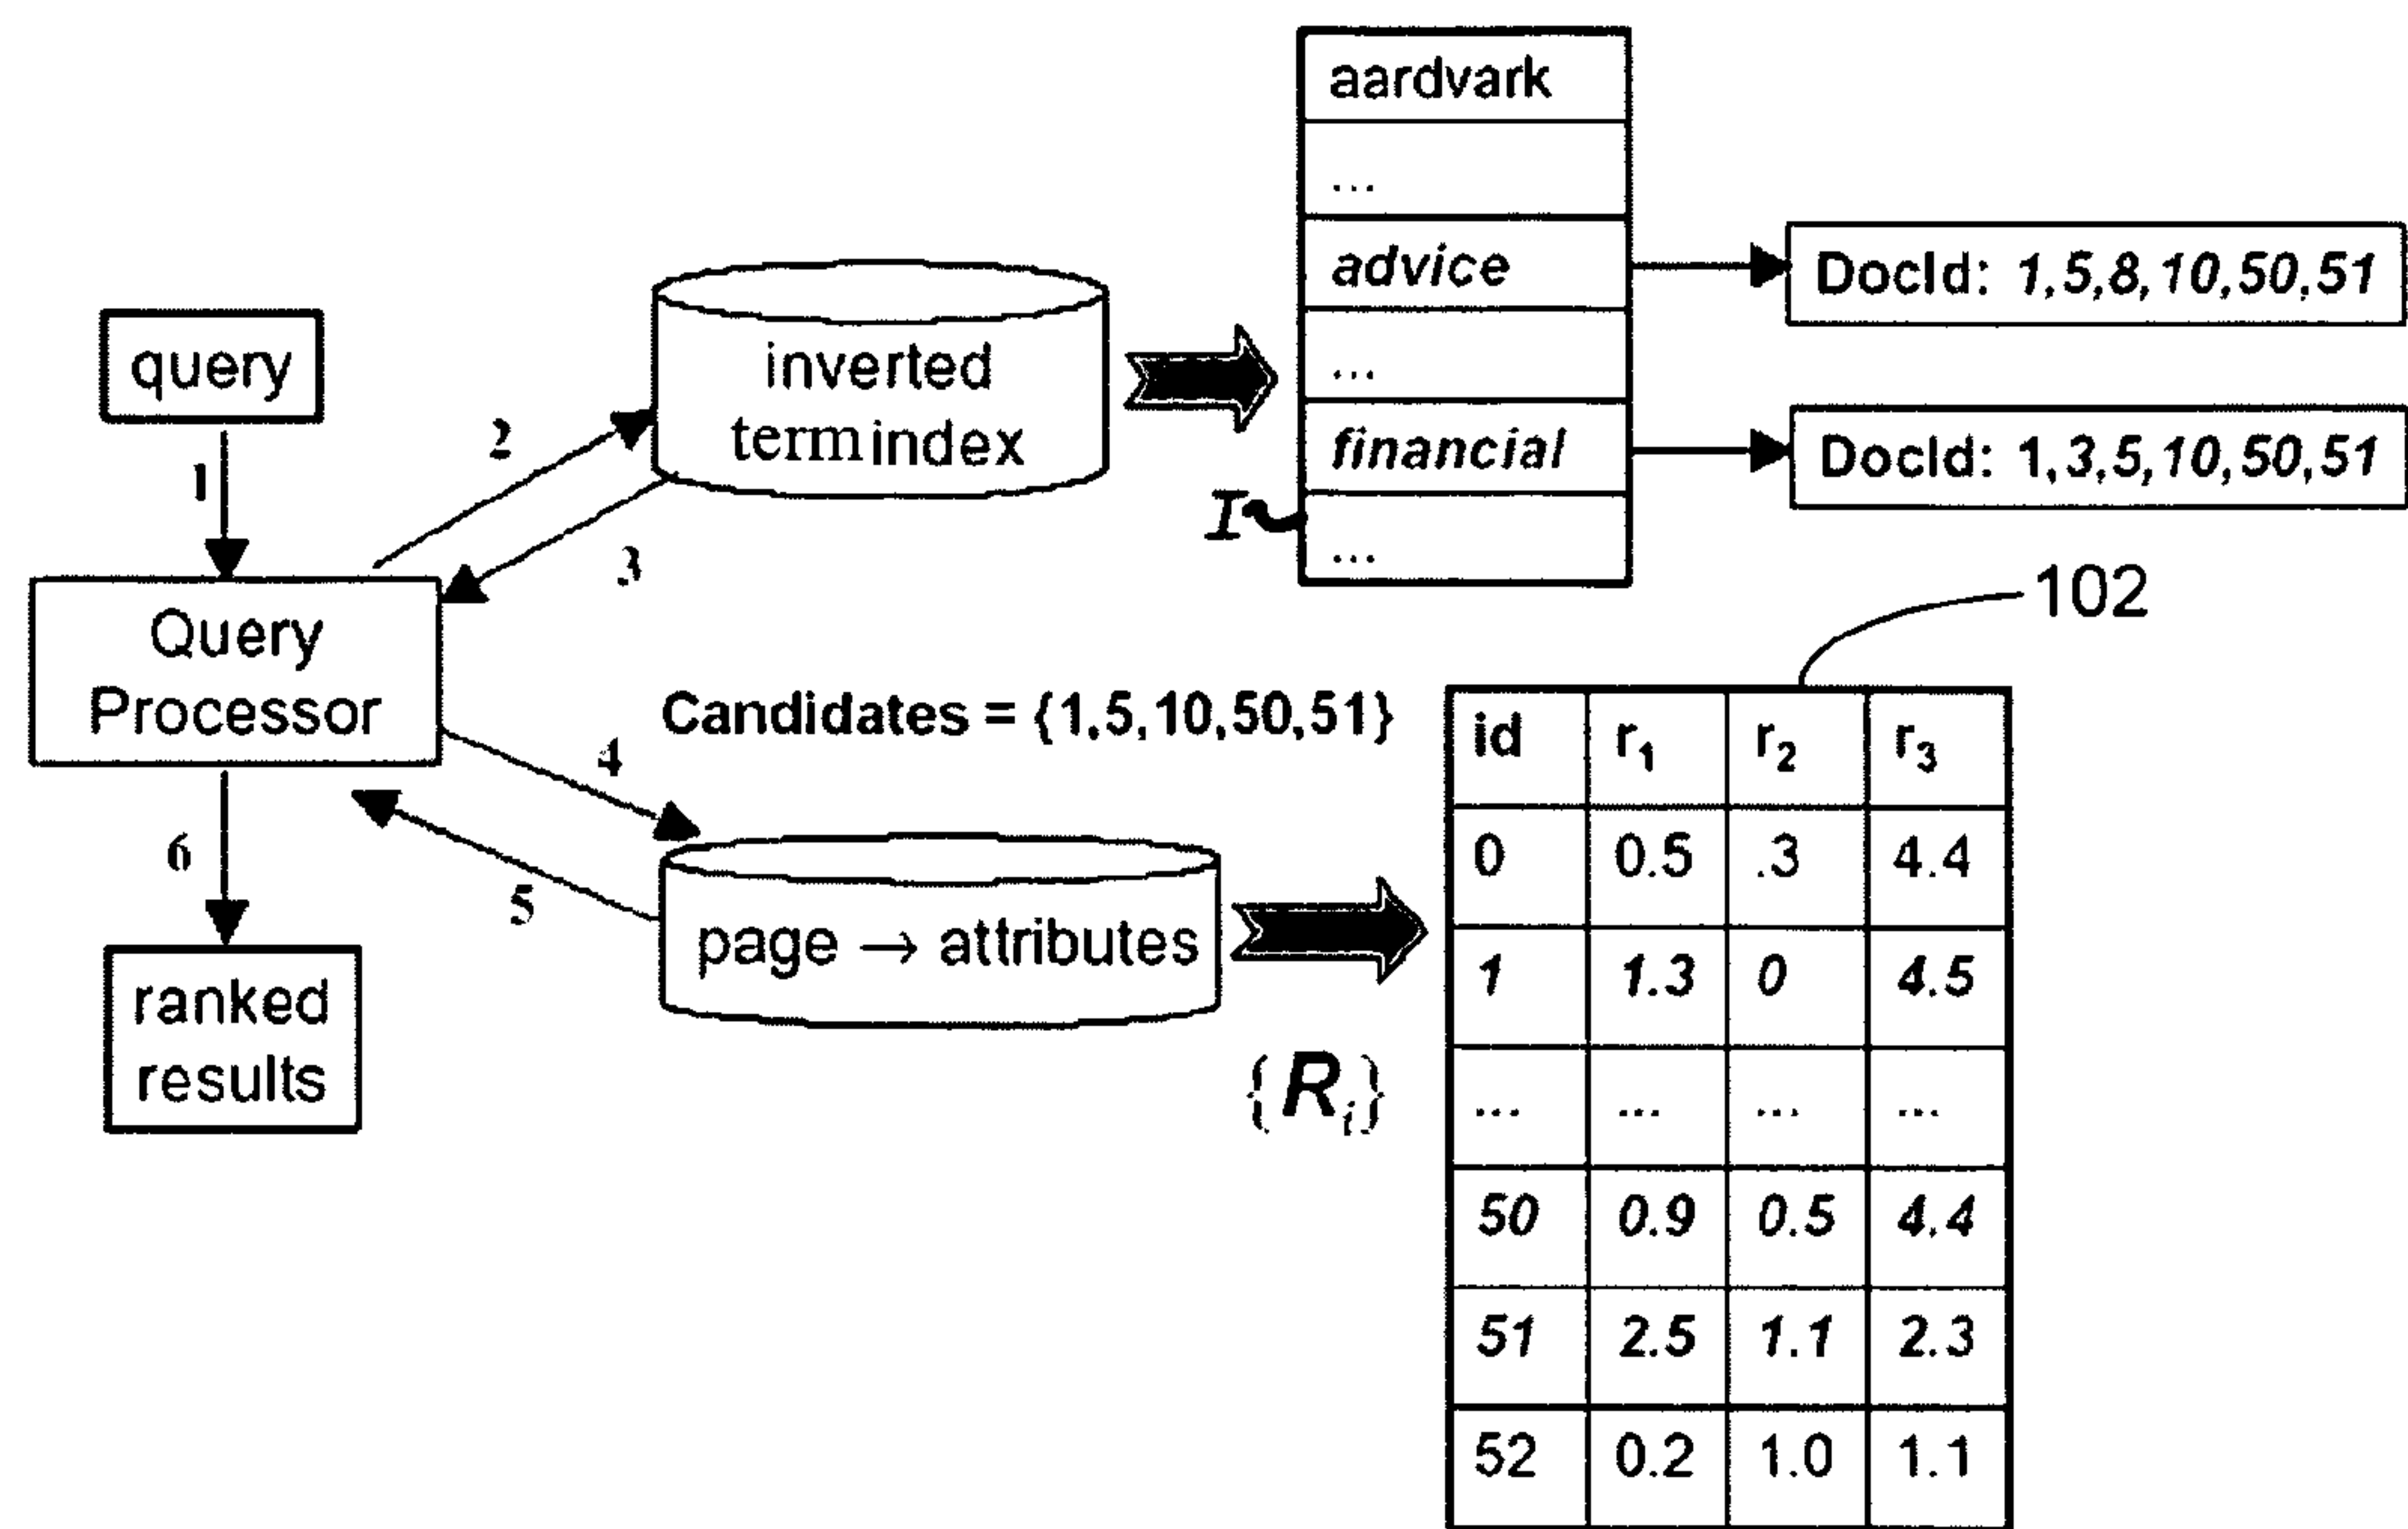 aardvark
...
advice
DocId: 1,5,8,10,50,51
...
financial
DocId: 1,3,5,10,50,51
I
...
query
1
2
3
inverted
term index
Query
Processor
Candidates = {1,5,10,50,51}
4
5
6
page → attributes
ranked
results
{Ri}
102
id r1 r2 r3
0 0.5 .3 4.4
1 1.3 0 4.5
... ... ... ...
50 0.9 0.5 4.4
51 2.5 1.1 2.3
52 0.2 1.0 1.1